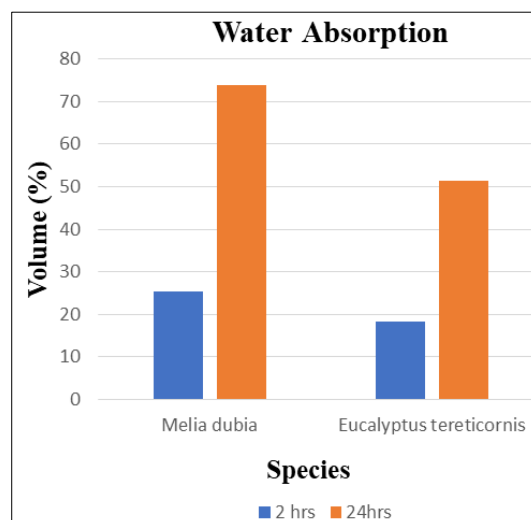 Water Absorption
80
70
60
50
40
30
20
10
0
Volume (%)
Melia dubia Eucalyptus tereticornis
Species
2 hrs 24hrs